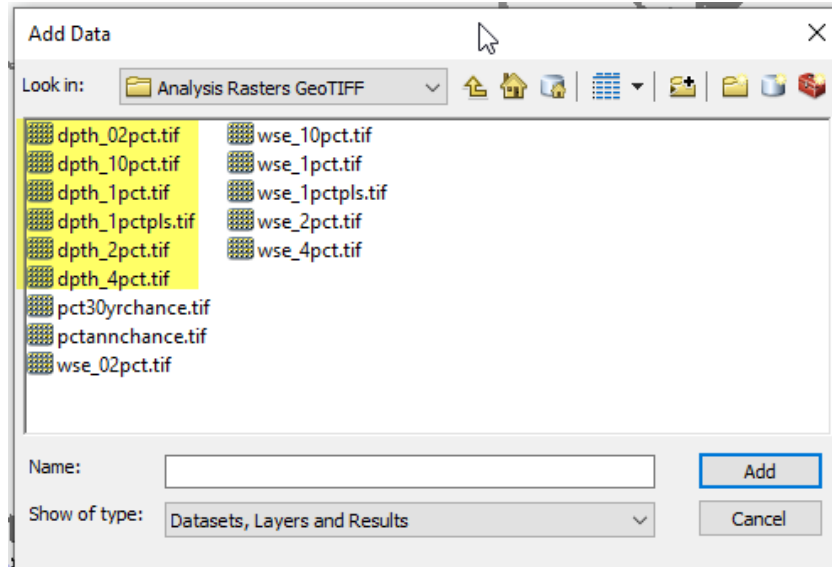 Add Data
Look in: Analysis Rasters GeoTIFF
dpth_02pct.tif
dpth_10pct.tif
dpth_1pct.tif
dpth_1pctpls.tif
dpth_2pct.tif
dpth_4pct.tif
pct30yrchance.tif
pctannchance.tif
wse_02pct.tif
wse_10pct.tif
wse_1pct.tif
wse_1pctpls.tif
wse_2pct.tif
wse_4pct.tif
Name: Add
Show of type: Datasets, Layers and Results Cancel